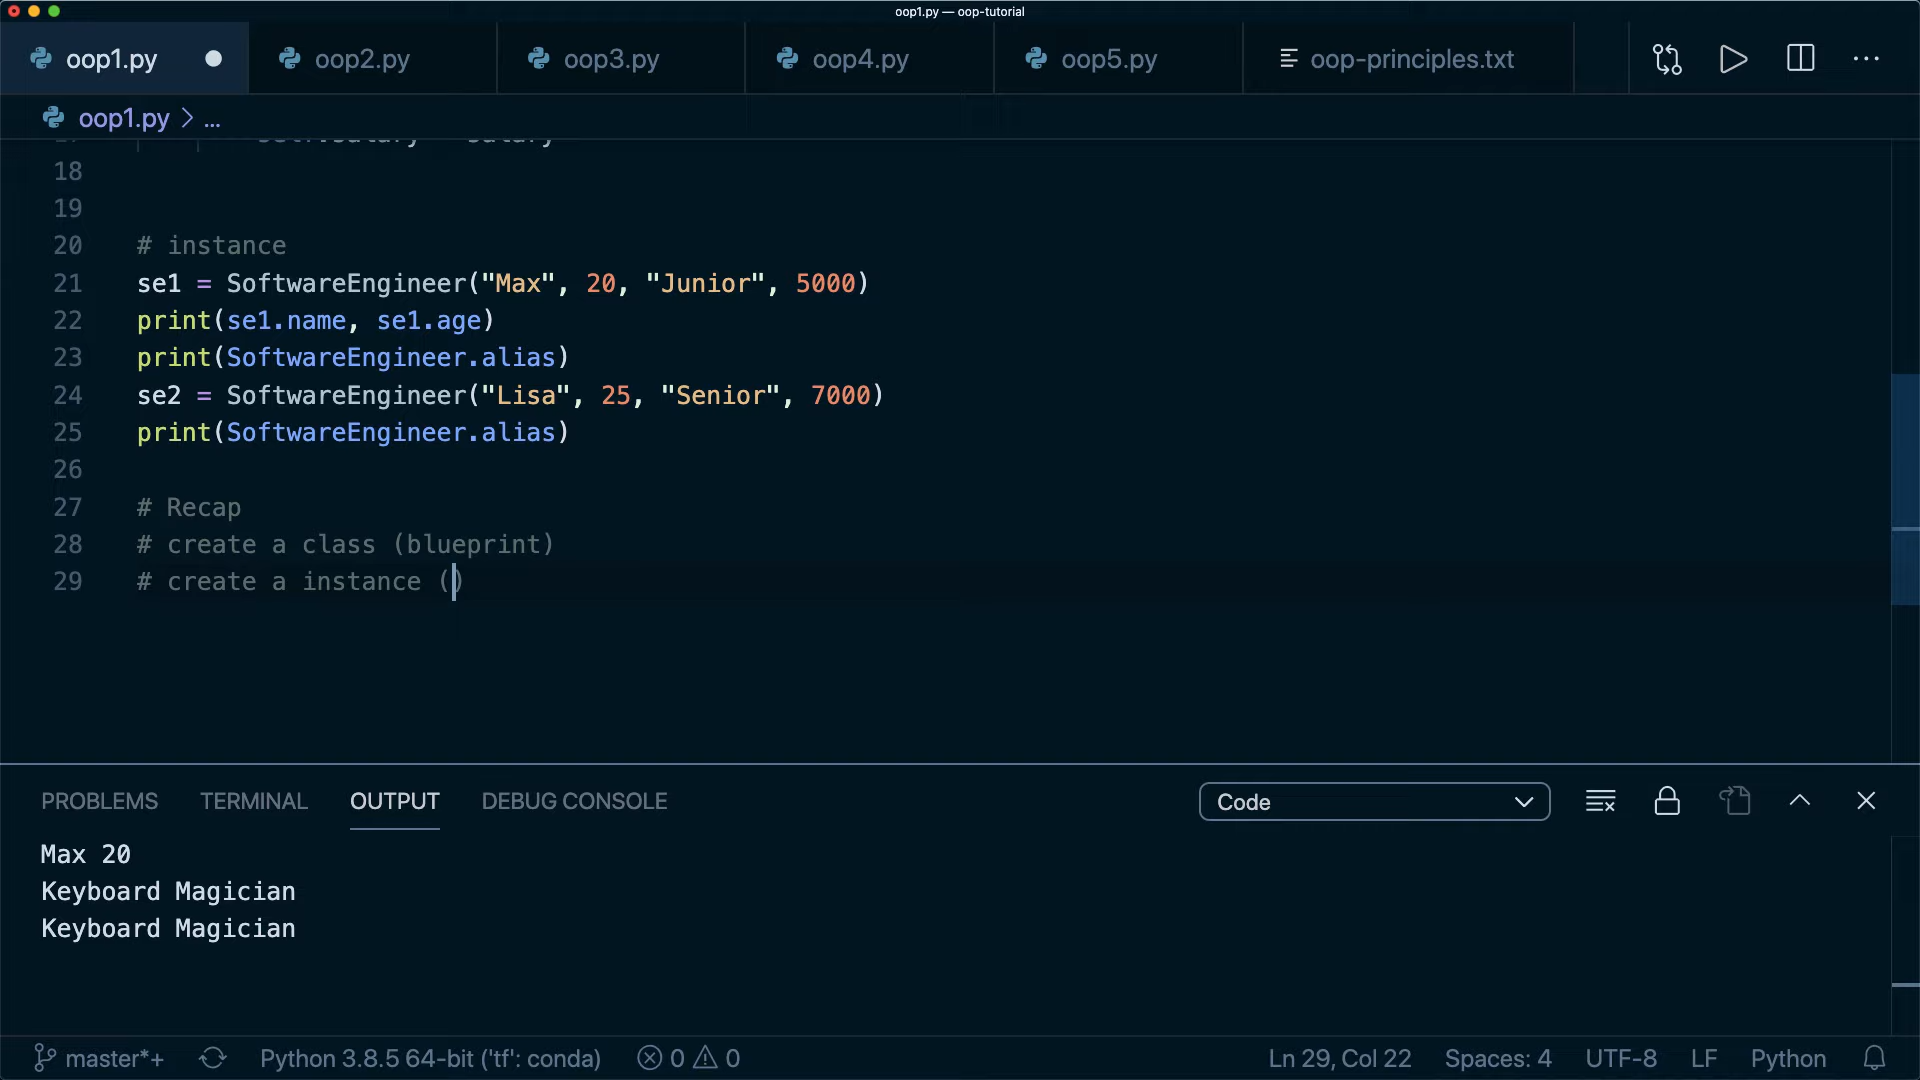 oop1.py — oop-tutorial
oop1.py oop2.py oop3.py oop4.py oop5.py oop-principles.txt ...
oop1.py > ...
18
19
20 # instance
21 se1 = SoftwareEngineer("Max", 20, "Junior", 5000)
22 print(se1.name, se1.age)
23 print(SoftwareEngineer.alias)
24 se2 = SoftwareEngineer("Lisa", 25, "Senior", 7000)
25 print(SoftwareEngineer.alias)
26
27 # Recap
28 # create a class (blueprint)
29 # create a instance ()
PROBLEMS TERMINAL OUTPUT DEBUG CONSOLE Code
Max 20
Keyboard Magician
Keyboard Magician
master*+ Python 3.8.5 64-bit ('tf': conda) 0 0 Ln 29, Col 22 Spaces: 4 UTF-8 LF Python